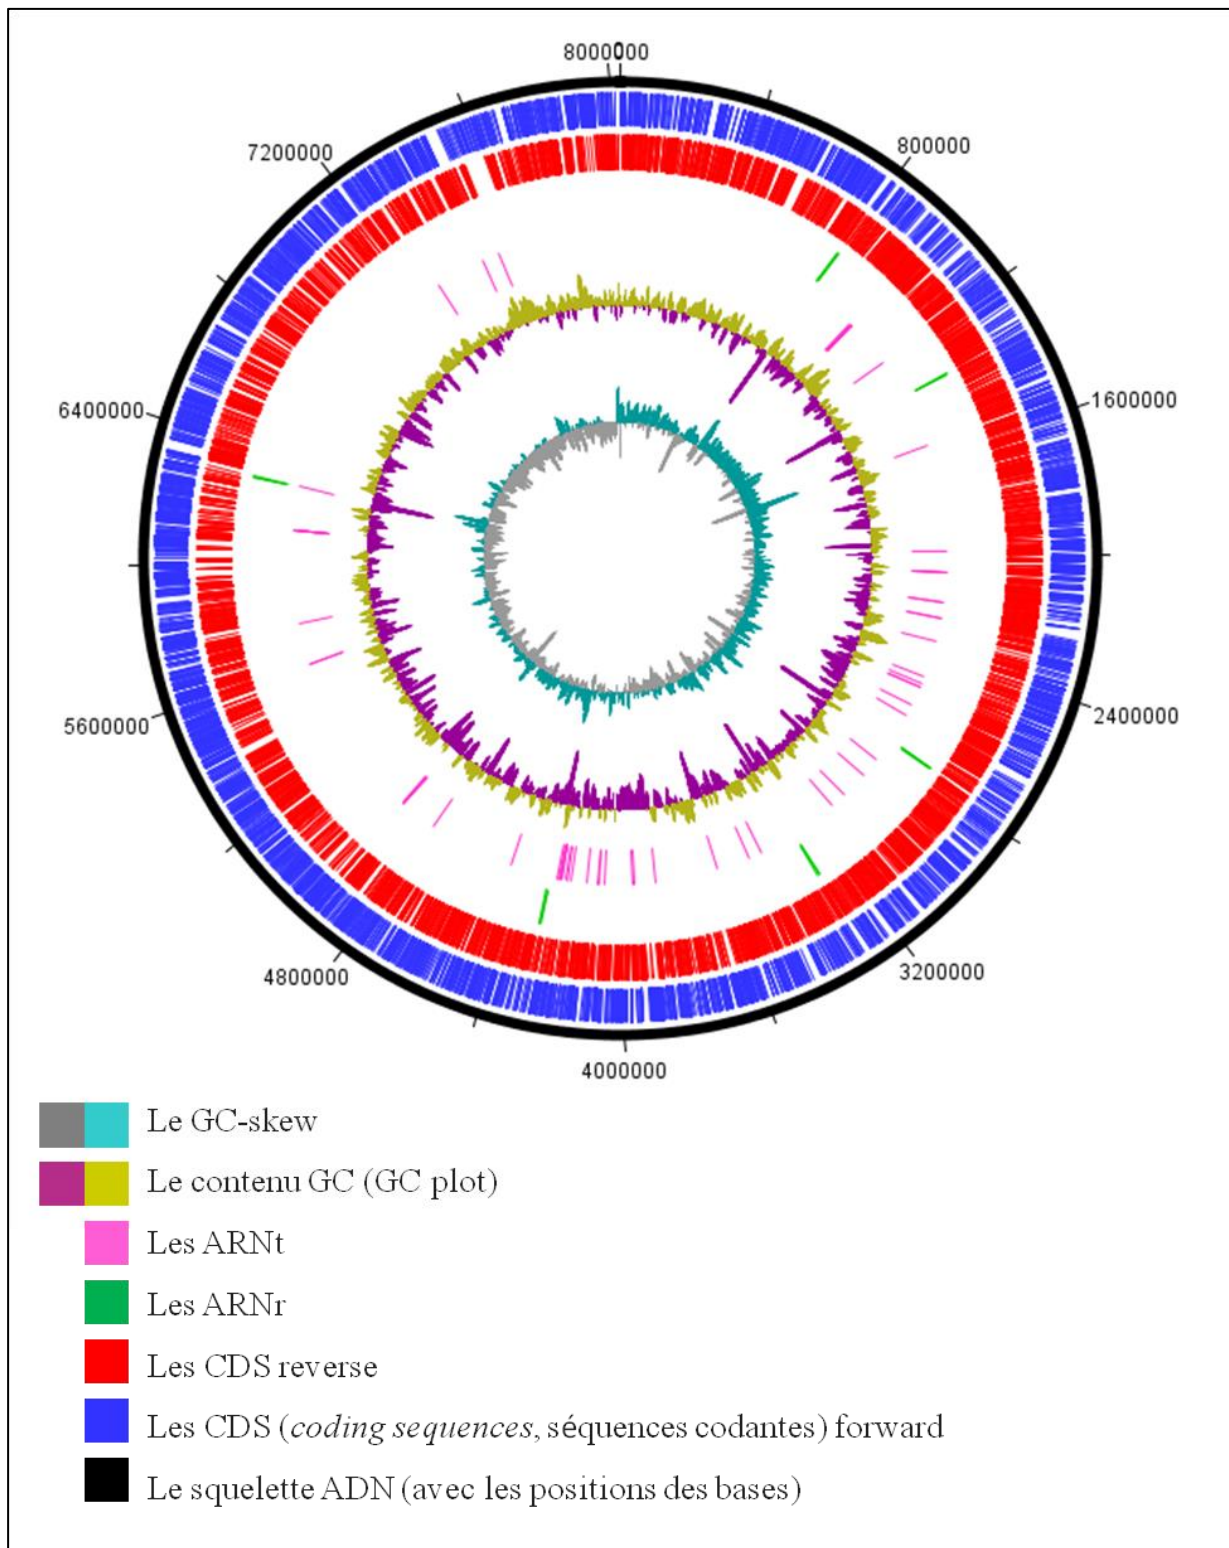 8000000
7200000
800000
6400000
1600000
5600000
2400000
4800000
3200000
4000000
Le GC-skew
Le contenu GC (GC plot)
Les ARNt
Les ARNr
Les CDS reverse
Les CDS (coding sequences, séquences codantes) forward
Le squelette ADN (avec les positions des bases)